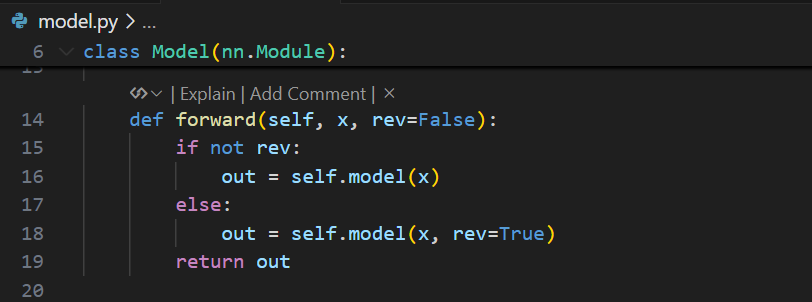 model.py > ...
6 class Model(nn.Module):
| Explain | Add Comment | ×
14 def forward(self, x, rev=False):
15 if not rev:
16 out = self.model(x)
17 else:
18 out = self.model(x, rev=True)
19 return out
20